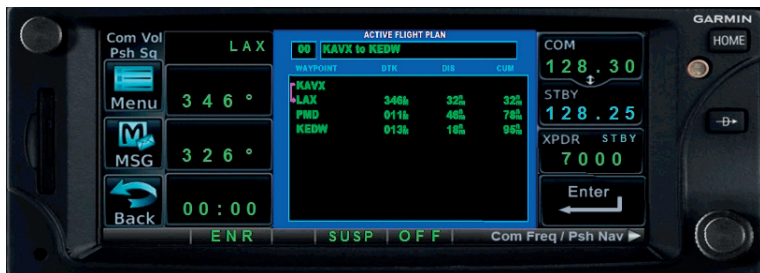 GARMIN
Com Vol
Psh Sq
LAX
ACTIVE FLIGHT PLAN
00 KAVX to KEDW
WAYPOINT DTK DIS CUM
KAVX
LAX 346° 32 32
PMD 011° 46 78
KEDW 013° 18 95
Menu
346°
MSG
326°
Back
00:00
COM
128.30
STBY
128.25
XPDR STBY
7000
Enter
HOME
D
ENR SUSP OFF Com Freq / Psh Nav